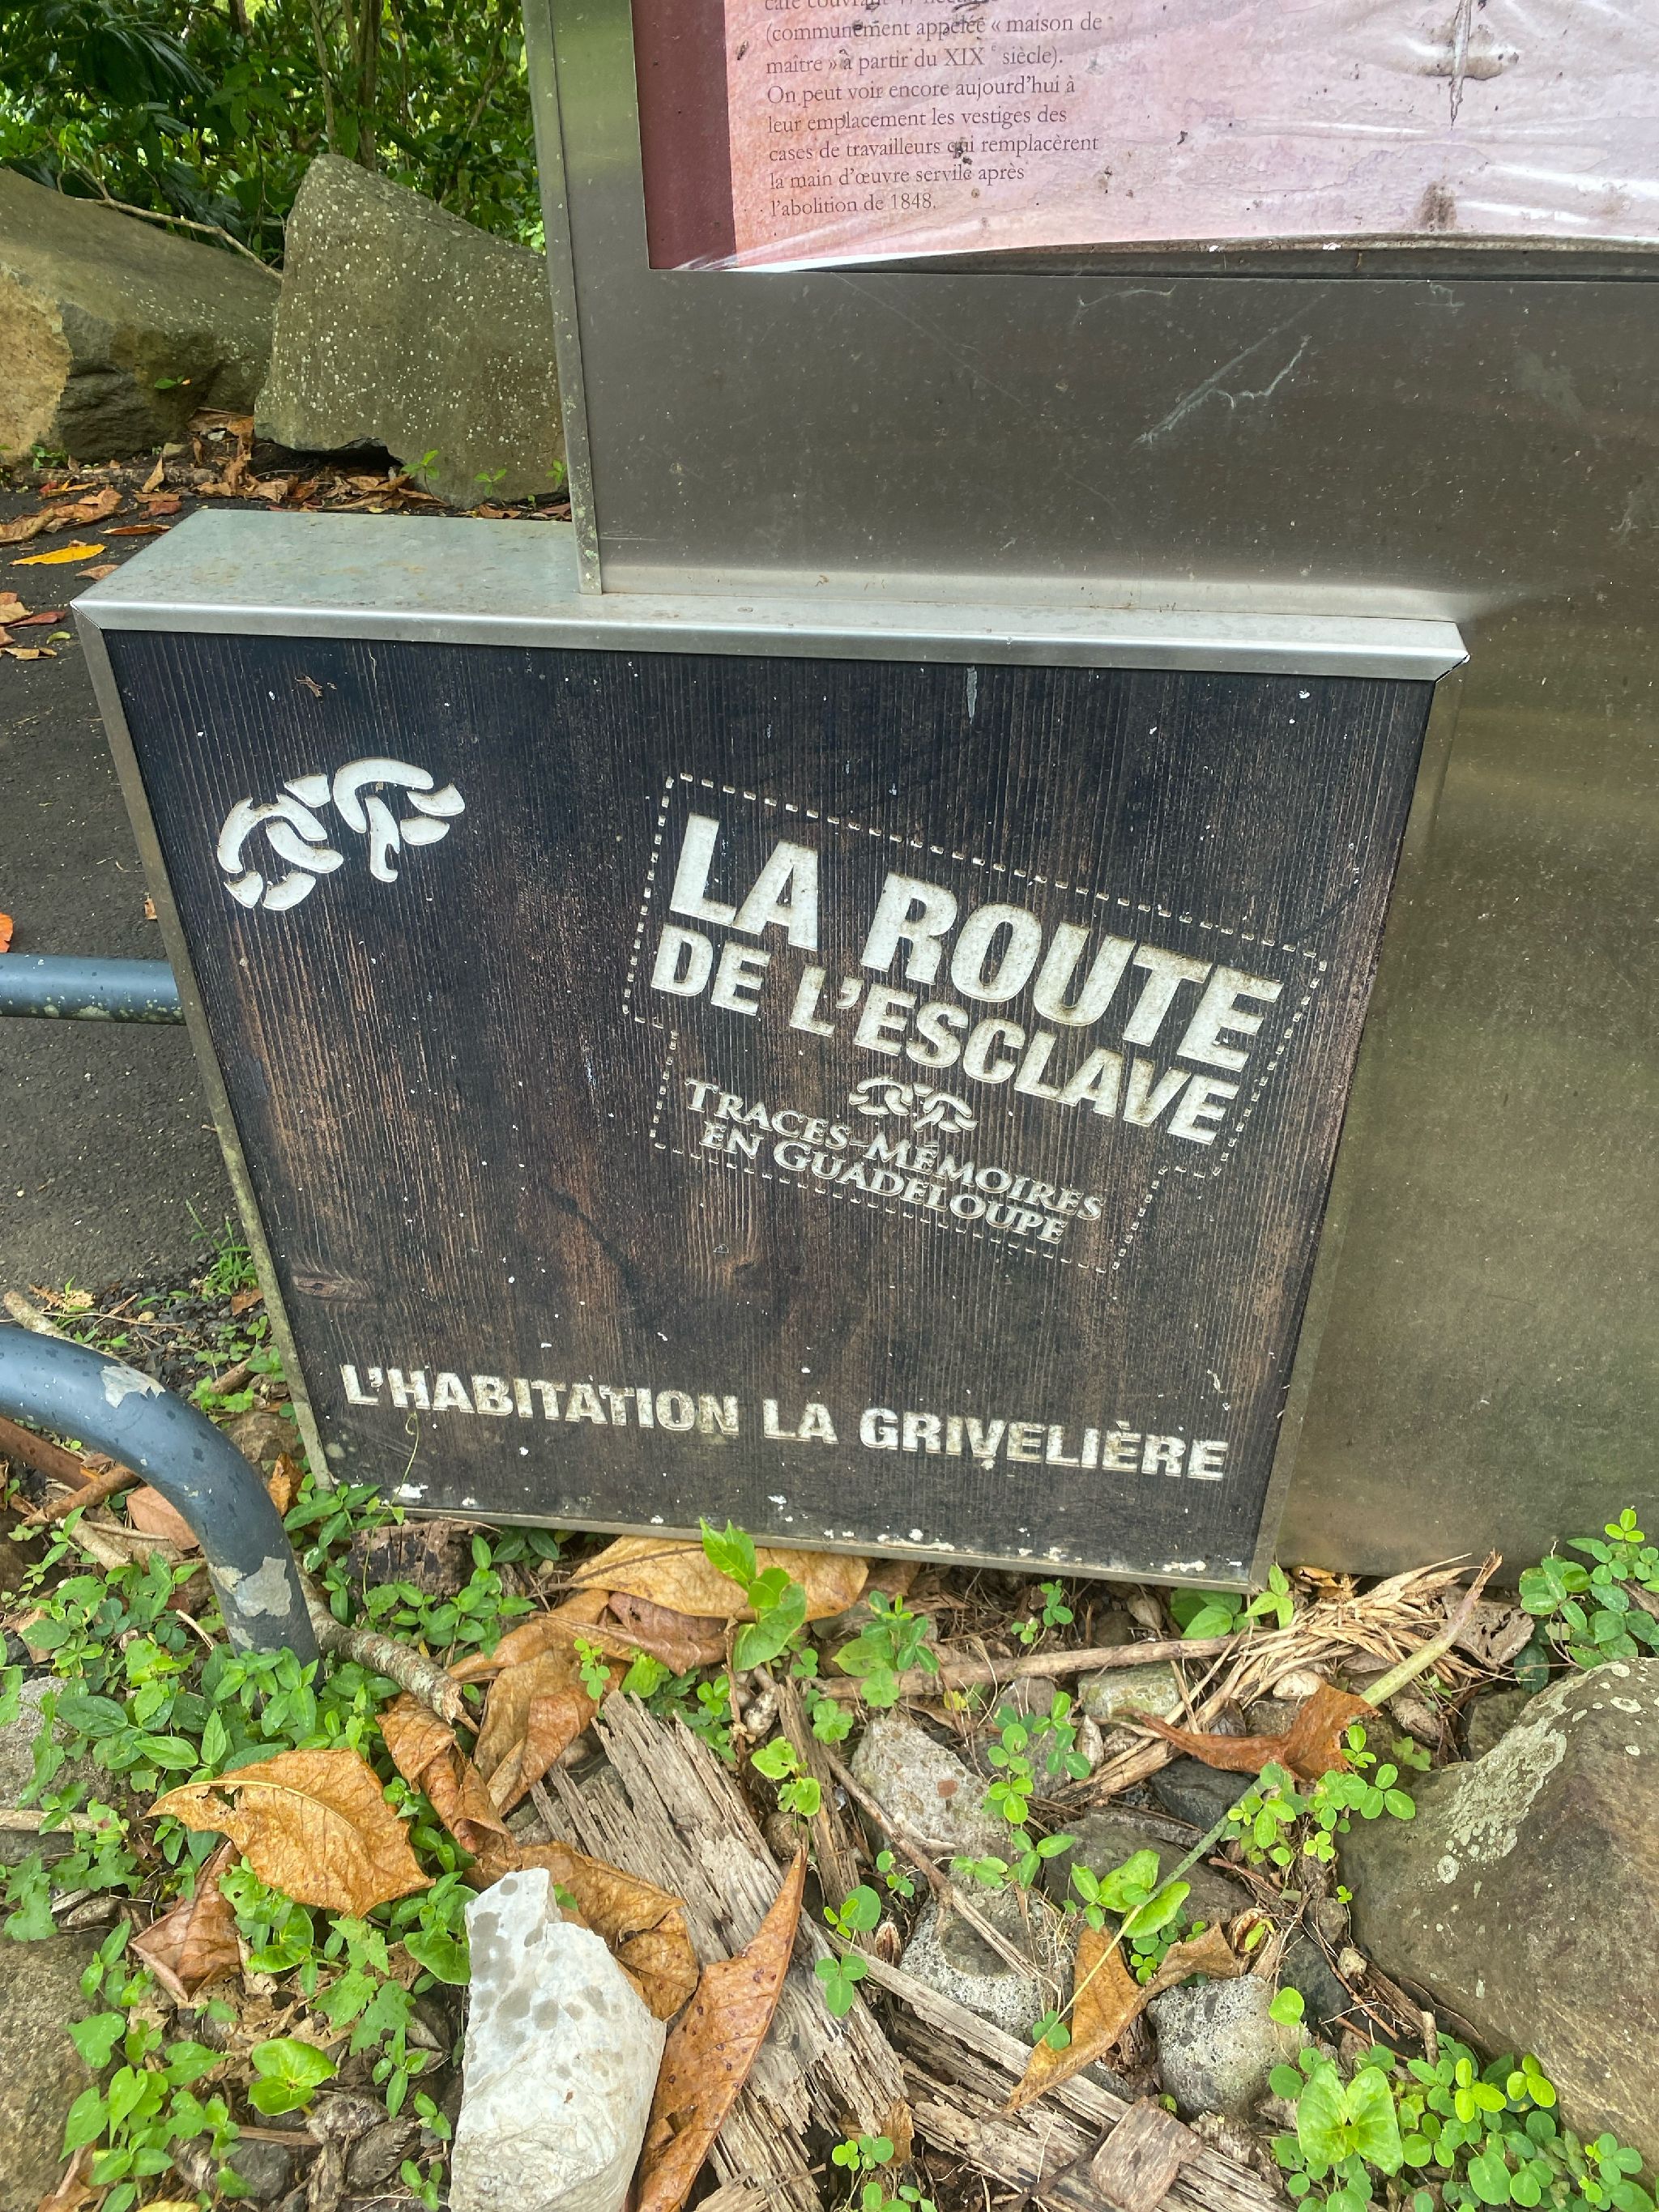 (communément appelée « maison de
maître » à partir du XIXe siècle).
On peut voir encore aujourd'hui à
leur emplacement les vestiges des
cases de travailleurs qui remplacèrent
la main d'œuvre servile après
l'abolition de 1848.
LA ROUTE
DE L'ESCLAVE
TRACES-MÉMOIRES
EN GUADELOUPE
L'HABITATION LA GRIVELIÈRE